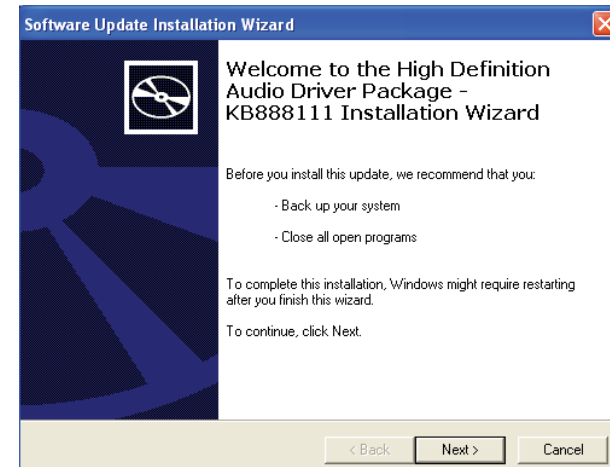 Software Update Installation Wizard
Welcome to the High Definition
Audio Driver Package -
KB888111 Installation Wizard
Before you install this update, we recommend that you:
- Back up your system
- Close all open programs
To complete this installation, Windows might require restarting
after you finish this wizard.
To continue, click Next.
< Back Next > Cancel